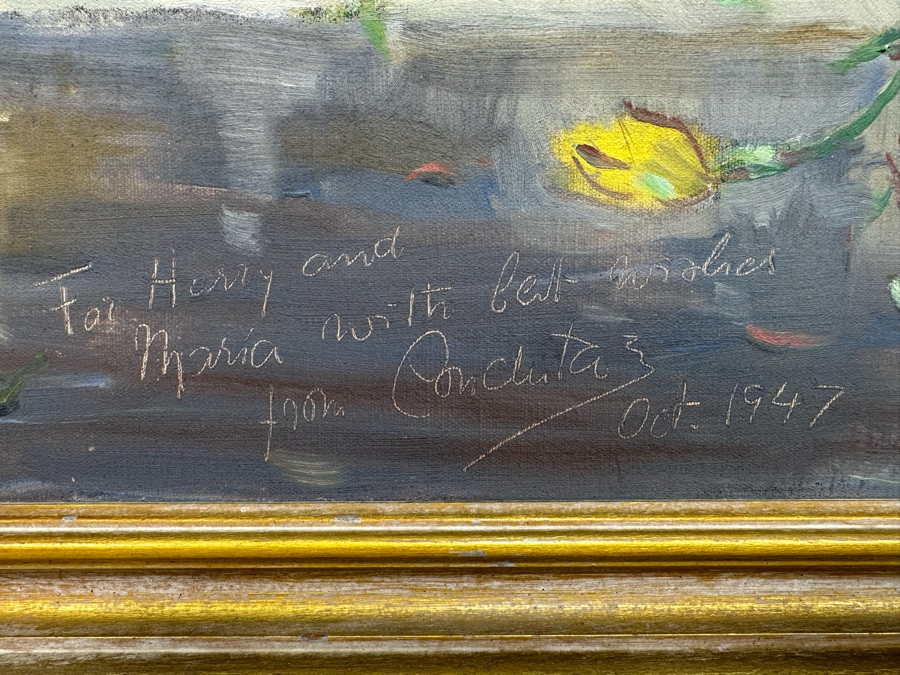 For Harry and
Maria with best wishes
from Conchita
Oct. 1947